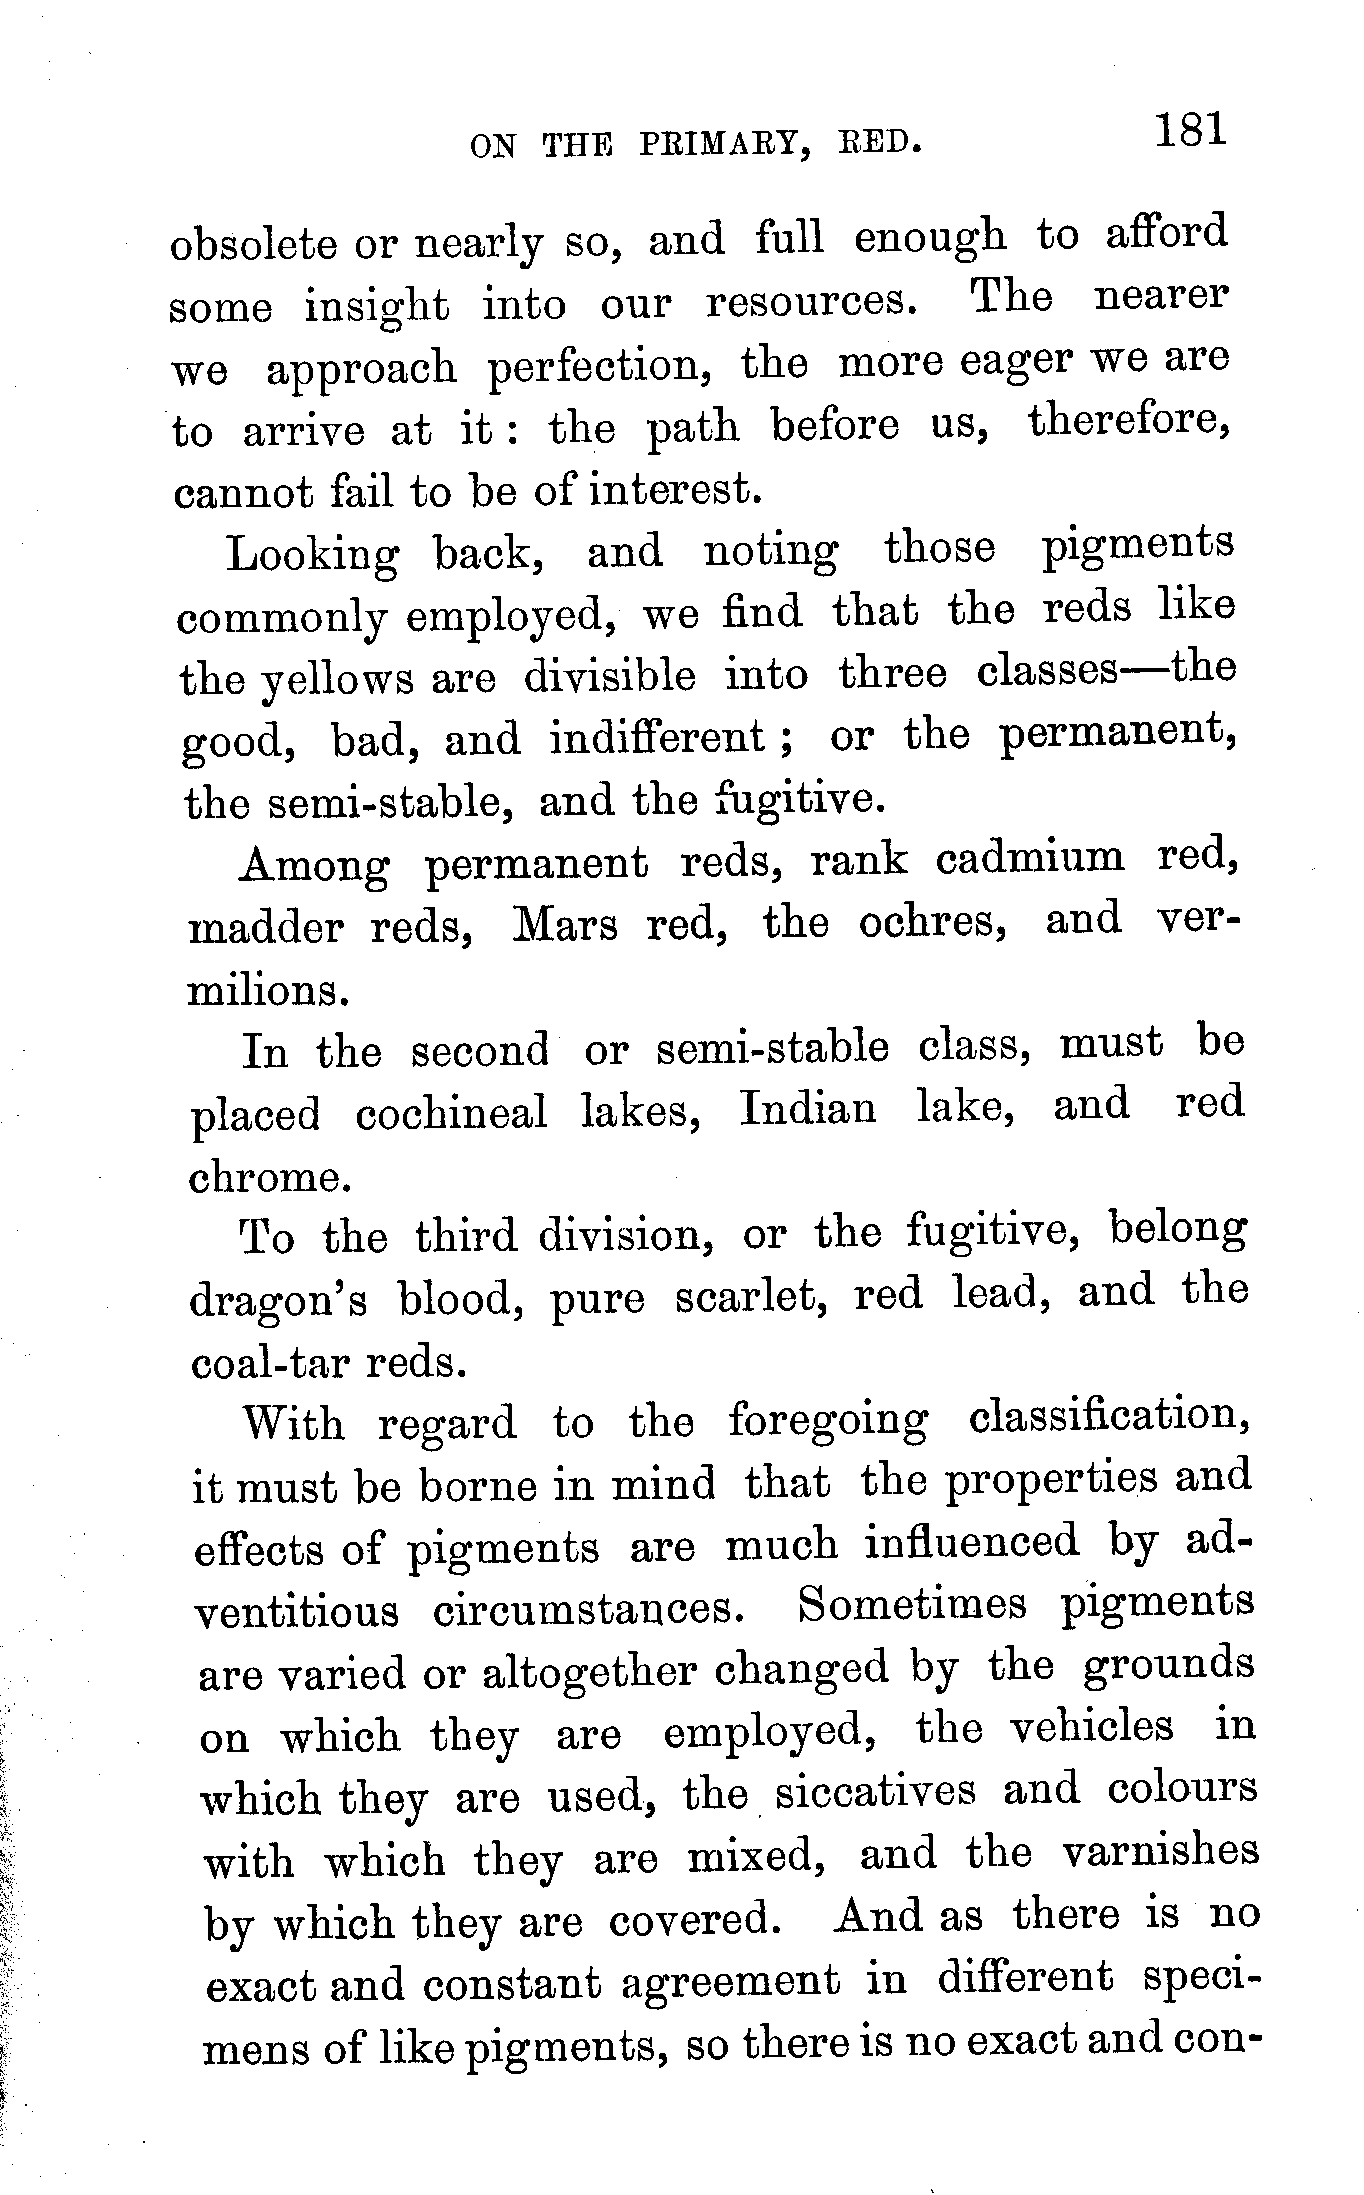 ON THE PRIMARY, RED. 181
obsolete or nearly so, and full enough to afford
some insight into our resources. The nearer
we approach perfection, the more eager we are
to arrive at it : the path before us, therefore,
cannot fail to be of interest.
Looking back, and noting those pigments
commonly employed, we find that the reds like
the yellows are divisible into three classes—the
good, bad, and indifferent ; or the permanent,
the semi-stable, and the fugitive.
Among permanent reds, rank cadmium red,
madder reds, Mars red, the ochres, and ver-
milions.
In the second or semi-stable class, must be
placed cochineal lakes, Indian lake, and red
chrome.
To the third division, or the fugitive, belong
dragon's blood, pure scarlet, red lead, and the
coal-tar reds.
With regard to the foregoing classification,
it must be borne in mind that the properties and
effects of pigments are much influenced by ad-
ventitious circumstances. Sometimes pigments
are varied or altogether changed by the grounds
on which they are employed, the vehicles in
which they are used, the siccatives and colours
with which they are mixed, and the varnishes
by which they are covered. And as there is no
exact and constant agreement in different speci-
mens of like pigments, so there is no exact and con-